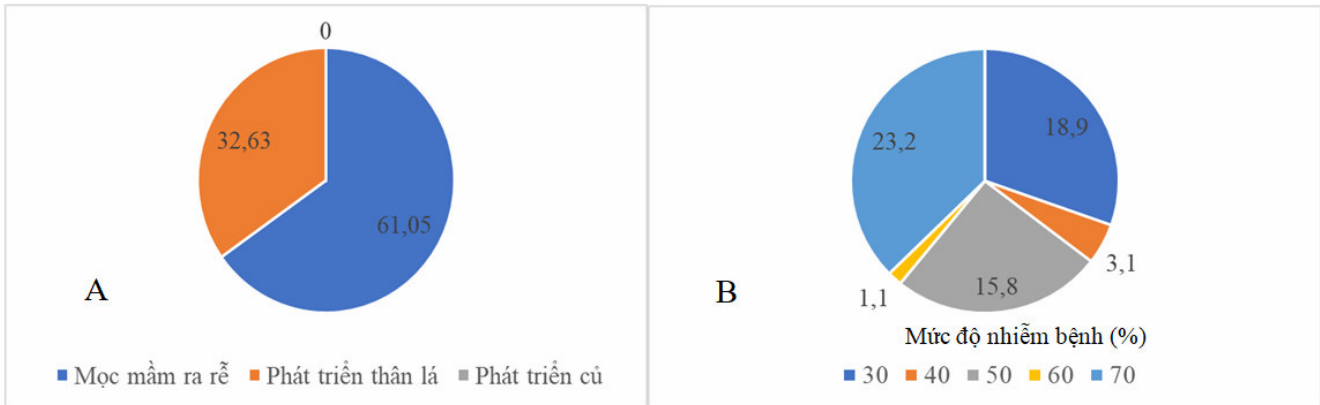 0
32,63
61,05
A
Mọc mầm ra rễ Phát triển thân lá Phát triển củ
18,9
23,2
3,1
15,8
1,1
B
Mức độ nhiễm bệnh (%)
30 40 50 60 70